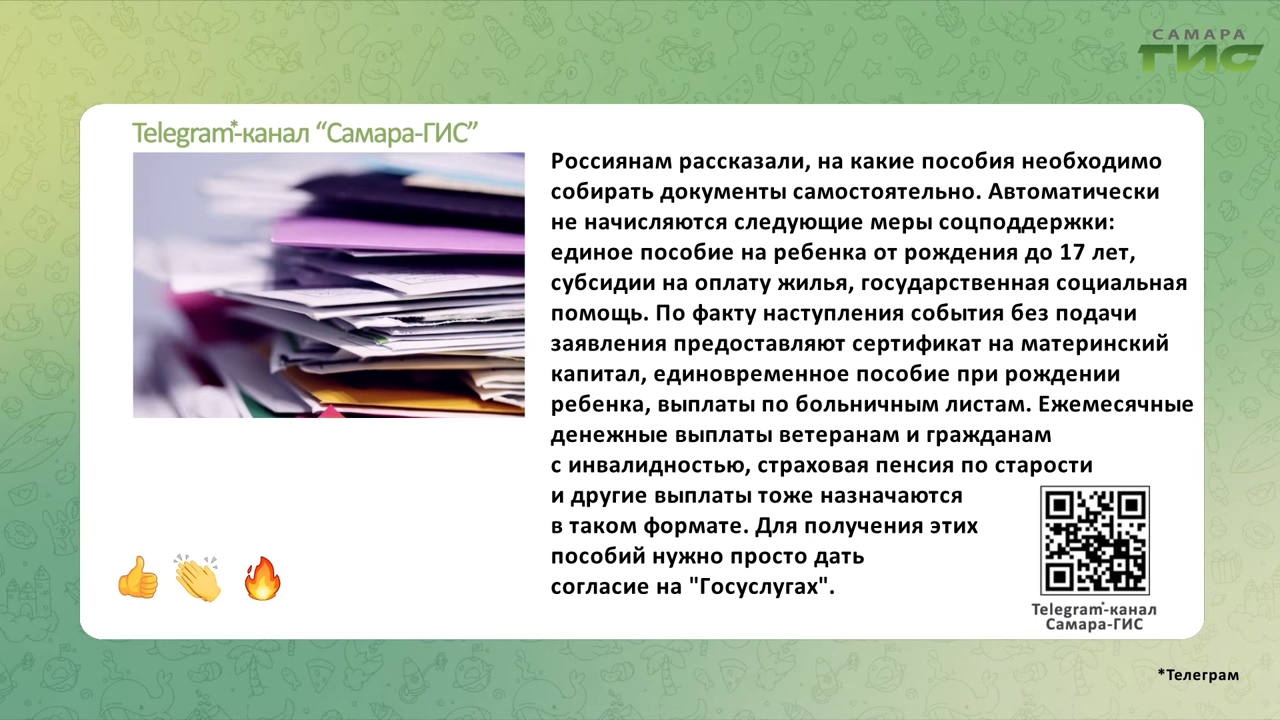 САМАРА
ГИС
Telegram*-канал “Самара-ГИС”
Россиянам рассказали, на какие пособия необходимо
собирать документы самостоятельно. Автоматически
не начисляются следующие меры соцподдержки:
единое пособие на ребенка от рождения до 17 лет,
субсидии на оплату жилья, государственная социальная
помощь. По факту наступления события без подачи
заявления предоставляют сертификат на материнский
капитал, единовременное пособие при рождении
ребенка, выплаты по больничным листам. Ежемесячные
денежные выплаты ветеранам и гражданам
с инвалидностью, страховая пенсия по старости
и другие выплаты тоже назначаются
в таком формате. Для получения этих
пособий нужно просто дать
согласие на "Госуслугах".
Telegram*-канал
Самара-ГИС
*Телеграм